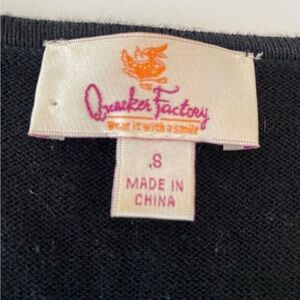 Quacker Factory
wear it with a smile
S
MADE IN
CHINA